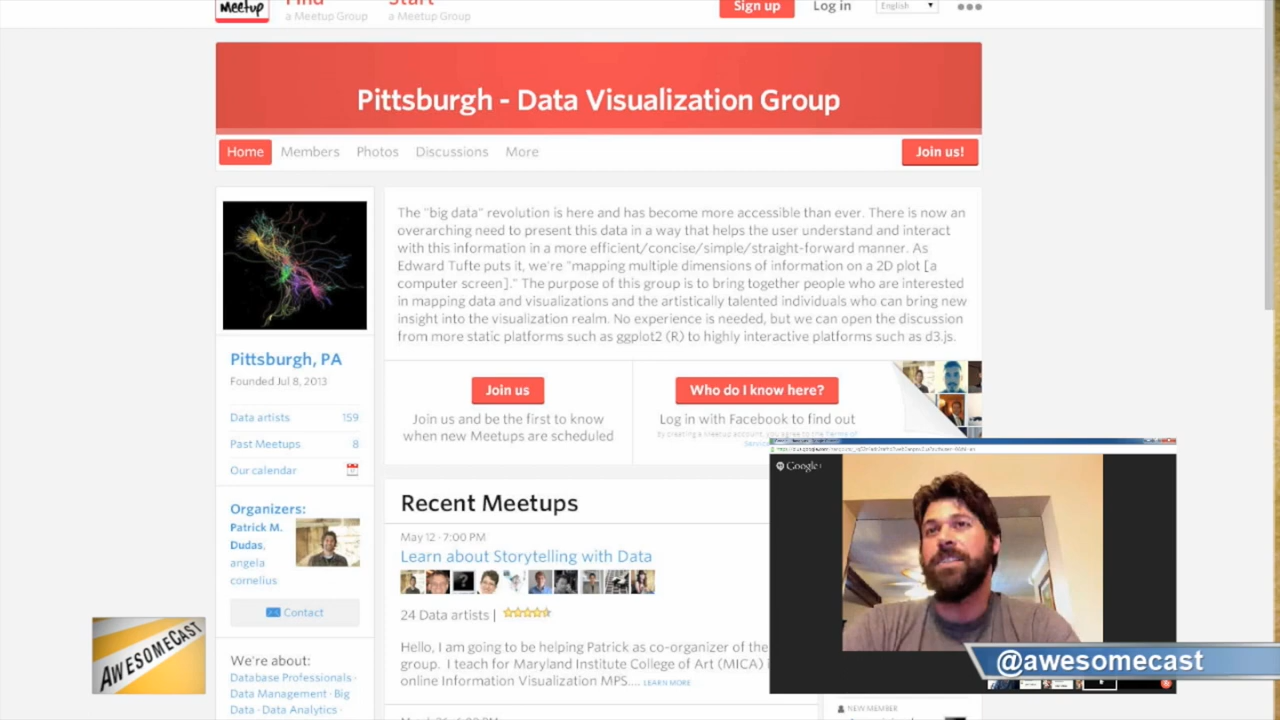 Meetup
Find
a Meetup Group
Start
a Meetup Group
Sign up
Log in
English
Pittsburgh - Data Visualization Group
Home
Members
Photos
Discussions
More
Join us!
The "big data" revolution is here and has become more accessible than ever. There is now an
overarching need to present this data in a way that helps the user understand and interact
with this information in a more efficient/concise/simple/straight-forward manner. As
Edward Tufte puts it, we're "mapping multiple dimensions of information on a 2D plot [a
computer screen]." The purpose of this group is to bring together people who are interested
in mapping data and visualizations and the artistically talented individuals who can bring new
insight into the visualization realm. No experience is needed, but we can open the discussion
from more static platforms such as ggplot2 (R) to highly interactive platforms such as d3.js.
Pittsburgh, PA
Founded Jul 8, 2013
Data artists 159
Past Meetups 8
Our calendar
Organizers:
Patrick M.
Dudas,
angela
cornelius
Contact
We're about:
Database Professionals ·
Data Management · Big
Data · Data Analytics ·
Join us
Join us and be the first to know
when new Meetups are scheduled
Who do I know here?
Log in with Facebook to find out
By creating a Meetup account, you agree to the Terms of
Service
Recent Meetups
May 12 · 7:00 PM
Learn about Storytelling with Data
24 Data artists |
Hello, I am going to be helping Patrick as co-organizer of the
group. I teach for Maryland Institute College of Art (MICA)
online Information Visualization MPS.... LEARN MORE
NEW MEMBER
Google
@awesomecast
AWESOMECAST